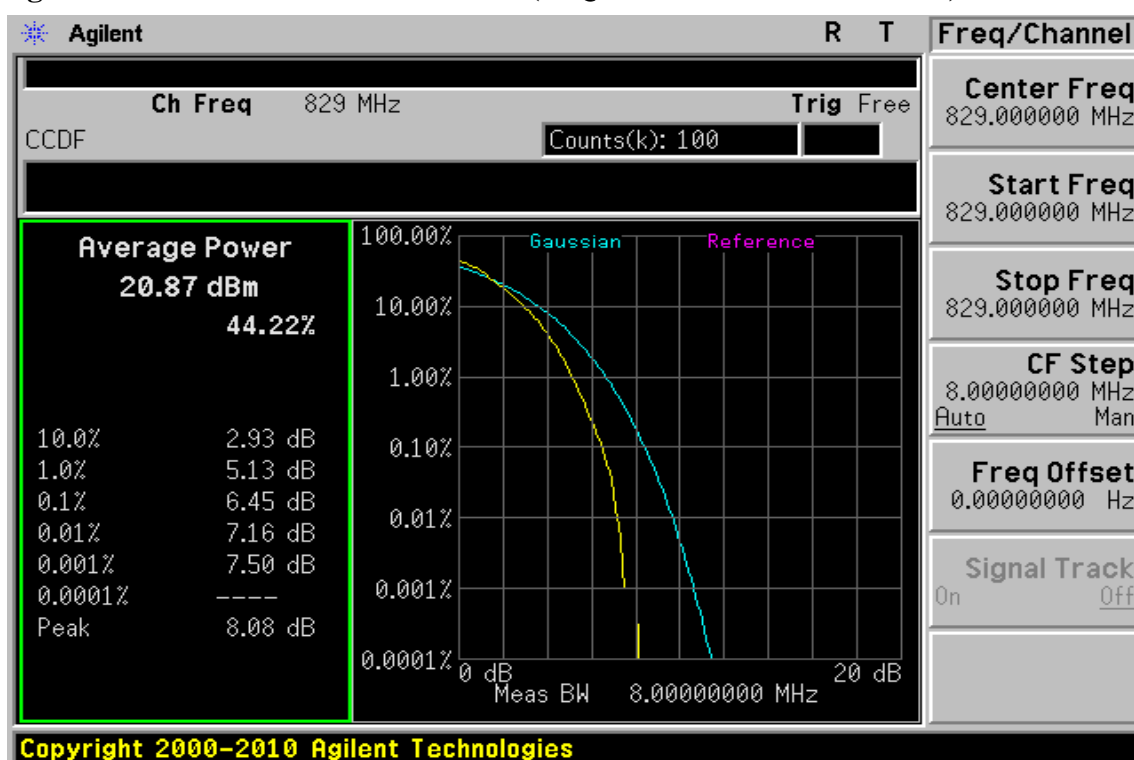 Agilent R T
Ch Freq 829 MHz Trig Free
CCDF Counts(k): 100
Average Power
20.87 dBm
44.22%
10.0% 2.93 dB
1.0% 5.13 dB
0.1% 6.45 dB
0.01% 7.16 dB
0.001% 7.50 dB
0.0001% ----
Peak 8.08 dB
Gaussian Reference
100.00%
10.00%
1.00%
0.10%
0.01%
0.001%
0.0001%
0 dB 20 dB
Meas BW 8.00000000 MHz
Freq/Channel
Center Freq
829.000000 MHz
Start Freq
829.000000 MHz
Stop Freq
829.000000 MHz
CF Step
8.00000000 MHz
Auto Man
Freq Offset
0.00000000 Hz
Signal Track
On Off
Copyright 2000-2010 Agilent Technologies